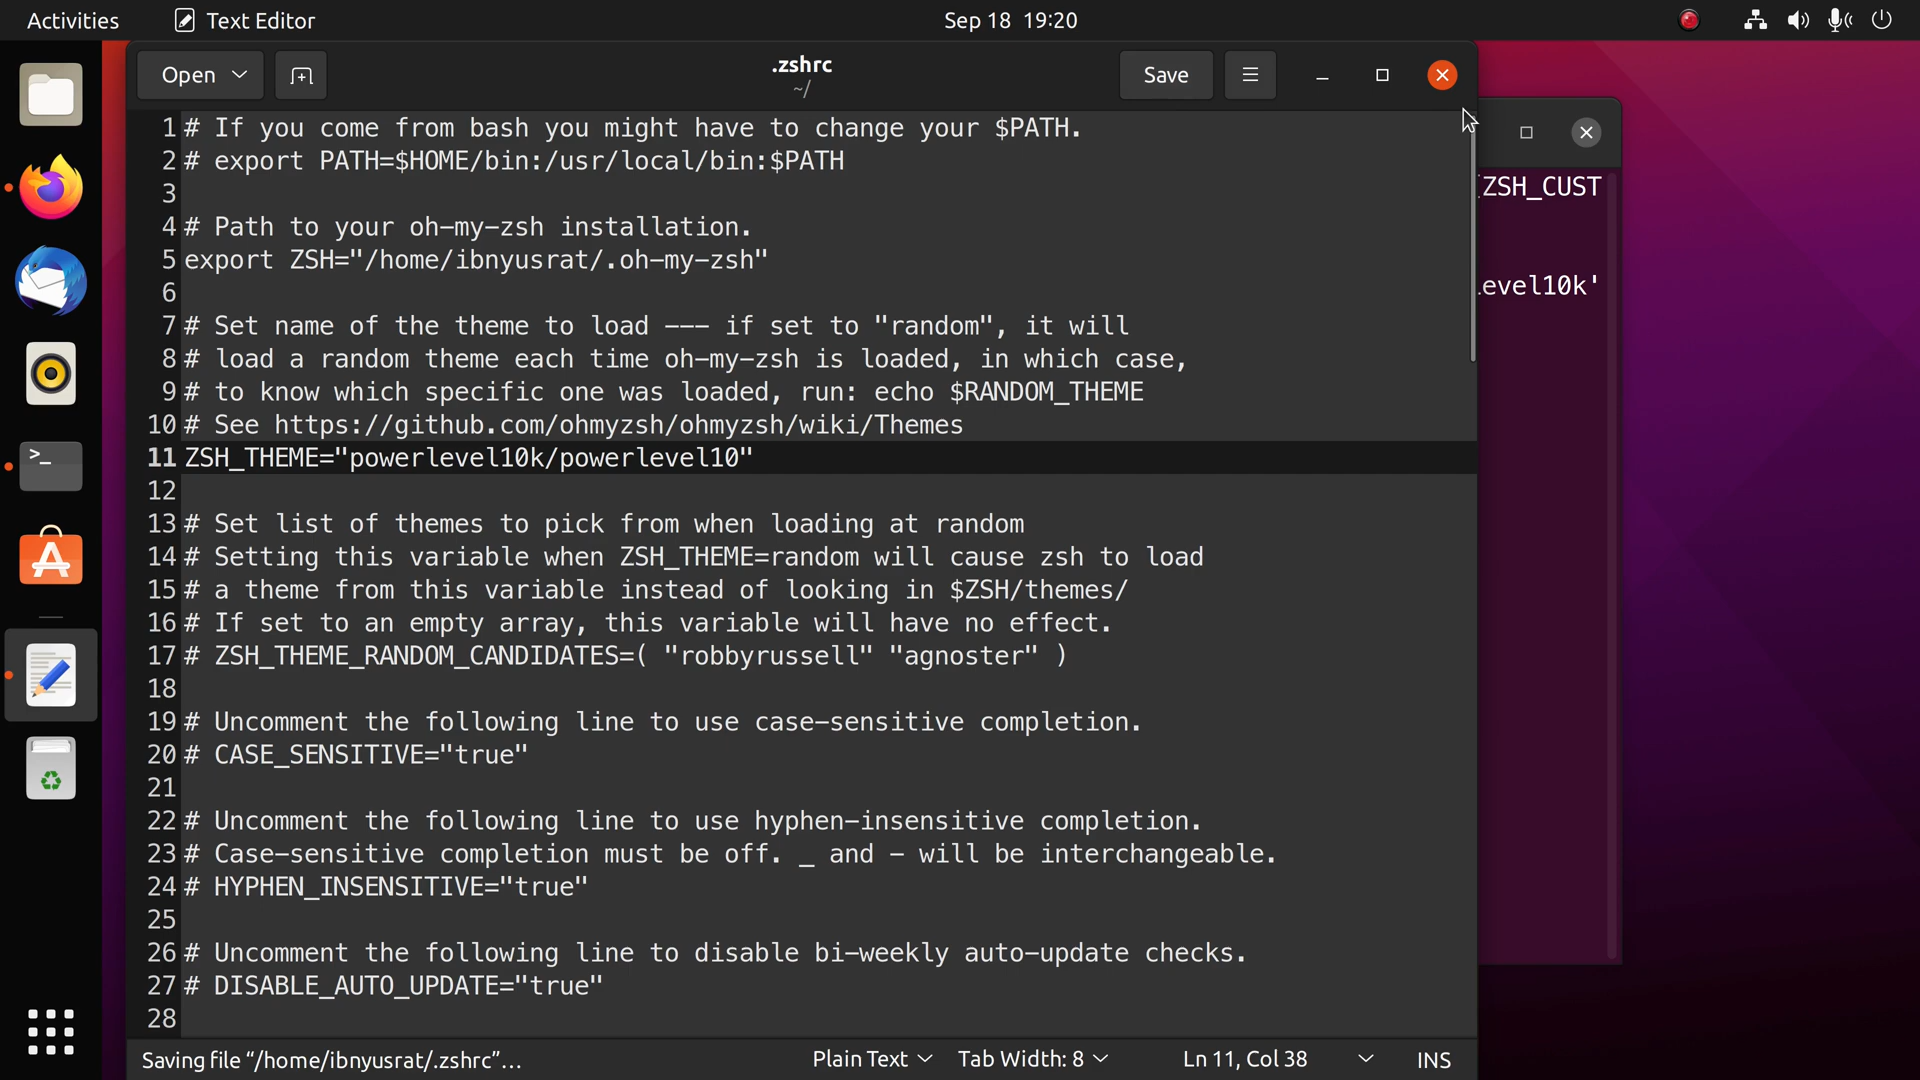 Activities
Text Editor
Sep 18 19:20
Open
.zshrc
~/
Save
1 # If you come from bash you might have to change your $PATH.
2 # export PATH=$HOME/bin:/usr/local/bin:$PATH
3
4 # Path to your oh-my-zsh installation.
5 export ZSH="/home/ibnyusrat/.oh-my-zsh"
6
7 # Set name of the theme to load --- if set to "random", it will
8 # load a random theme each time oh-my-zsh is loaded, in which case,
9 # to know which specific one was loaded, run: echo $RANDOM_THEME
10 # See https://github.com/ohmyzsh/ohmyzsh/wiki/Themes
11 ZSH_THEME="powerlevel10k/powerlevel10"
12
13 # Set list of themes to pick from when loading at random
14 # Setting this variable when ZSH_THEME=random will cause zsh to load
15 # a theme from this variable instead of looking in $ZSH/themes/
16 # If set to an empty array, this variable will have no effect.
17 # ZSH_THEME_RANDOM_CANDIDATES=( "robbyrussell" "agnoster" )
18
19 # Uncomment the following line to use case-sensitive completion.
20 # CASE_SENSITIVE="true"
21
22 # Uncomment the following line to use hyphen-insensitive completion.
23 # Case-sensitive completion must be off. _ and - will be interchangeable.
24 # HYPHEN_INSENSITIVE="true"
25
26 # Uncomment the following line to disable bi-weekly auto-update checks.
27 # DISABLE_AUTO_UPDATE="true"
28
Saving file “/home/ibnyusrat/.zshrc”...
Plain Text
Tab Width: 8
Ln 11, Col 38
INS
ZSH_CUST
evel10k'